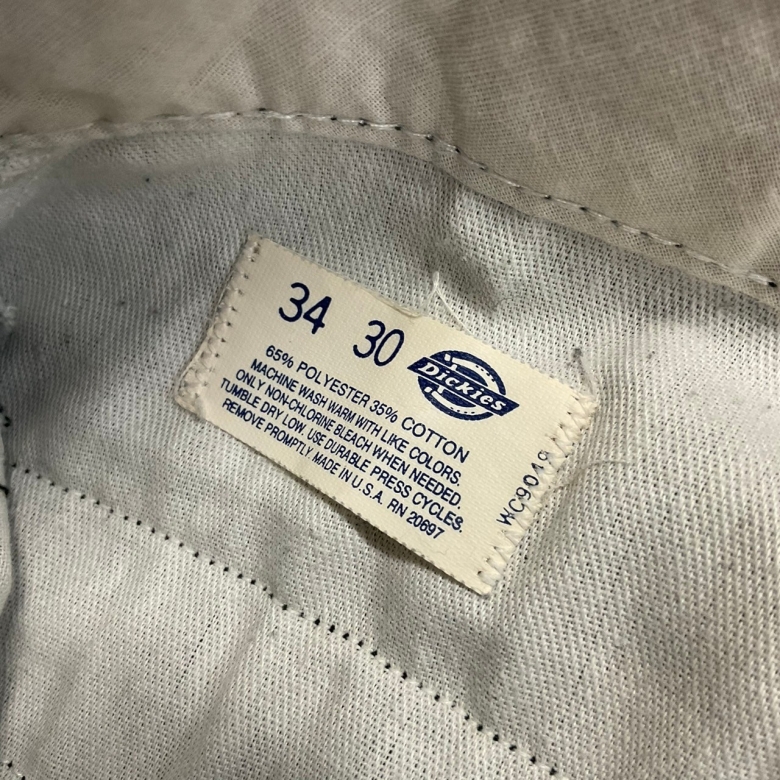 34 30
Dickies
65% POLYESTER 35% COTTON
MACHINE WASH WARM WITH LIKE COLORS.
ONLY NON-CHLORINE BLEACH WHEN NEEDED.
TUMBLE DRY LOW. USE DURABLE PRESS CYCLES.
REMOVE PROMPTLY. MADE IN U.S.A. RN 20697